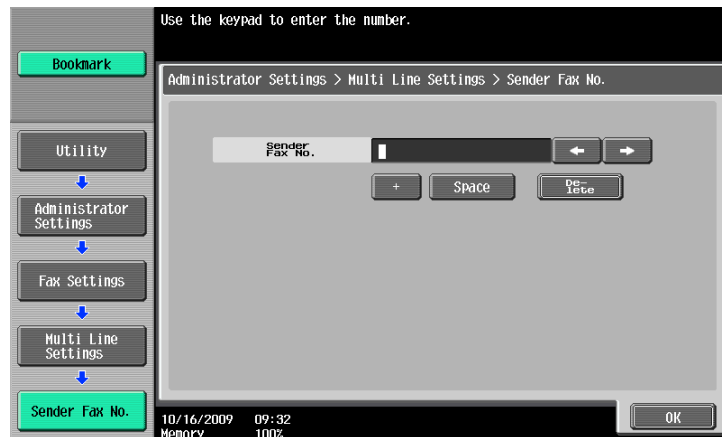 Use the keypad to enter the number.
Bookmark
Administrator Settings > Multi Line Settings > Sender Fax No.
Utility
Administrator
Settings
Fax Settings
Multi Line
Settings
Sender Fax No.
Sender
Fax No.
+
Space
De-
lete
10/16/2009 09:32
Memory 100%
OK